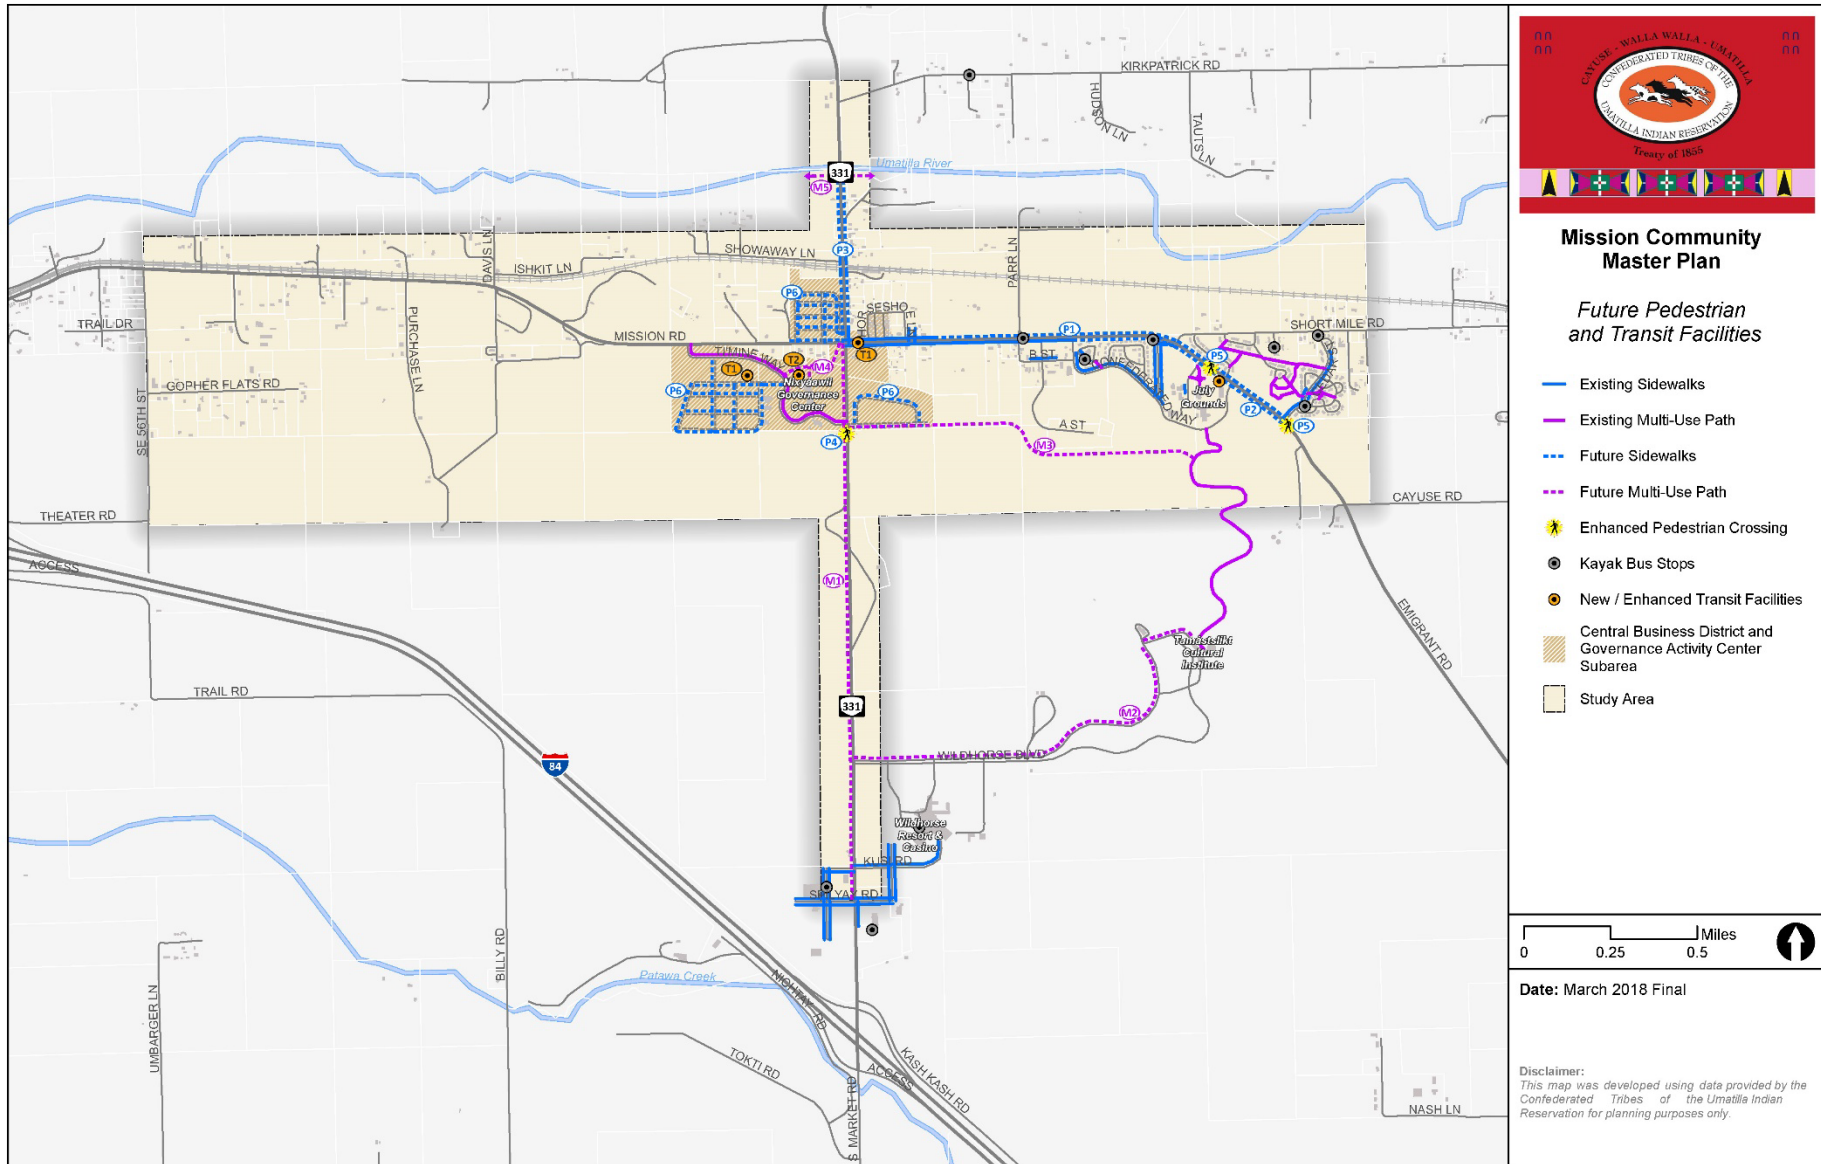 KIRKPATRICK RD
HUDSON LN
TAUTS LN
Umatilla River
331
M5
P3
SHOWAWAY LN
DAVIS LN
ISHKIT LN
PARR LN
P6
SESHO
TRAIL DR
PURCHASE LN
MISSION RD
P1
SHORT MILE RD
T1
B ST
TIMINE WAY
T2
M4
T1
P5
GOPHER FLATS RD
P6
Nixyaawii
Governance
Center
P6
CONFEDERATED WAY
July
Grounds
P2
SE 56TH ST
P4
A ST
P5
M3
THEATER RD
CAYUSE RD
ACCESS
M1
EMIGRANT RD
Tamastslikt
Cultural
Institute
TRAIL RD
331
M2
WILDHORSE BLVD
84
Wildhorse
Resort &
Casino
KUSI RD
BILLY RD
Patawa Creek
NICHTAY RD
UMBARGER LN
TOKTI RD
ACCESS
KASH KASH RD
S MARKET RD
NASH LN
CAYUSE - WALLA WALLA - UMATILLA
CONFEDERATED TRIBES OF THE
UMATILLA INDIAN RESERVATION
Treaty of 1855
Mission Community
Master Plan
Future Pedestrian
and Transit Facilities
Existing Sidewalks
Existing Multi-Use Path
Future Sidewalks
Future Multi-Use Path
Enhanced Pedestrian Crossing
Kayak Bus Stops
New / Enhanced Transit Facilities
Central Business District and
Governance Activity Center
Subarea
Study Area
Miles
0 0.25 0.5
Date: March 2018 Final
Disclaimer:
This map was developed using data provided by the
Confederated Tribes of the Umatilla Indian
Reservation for planning purposes only.